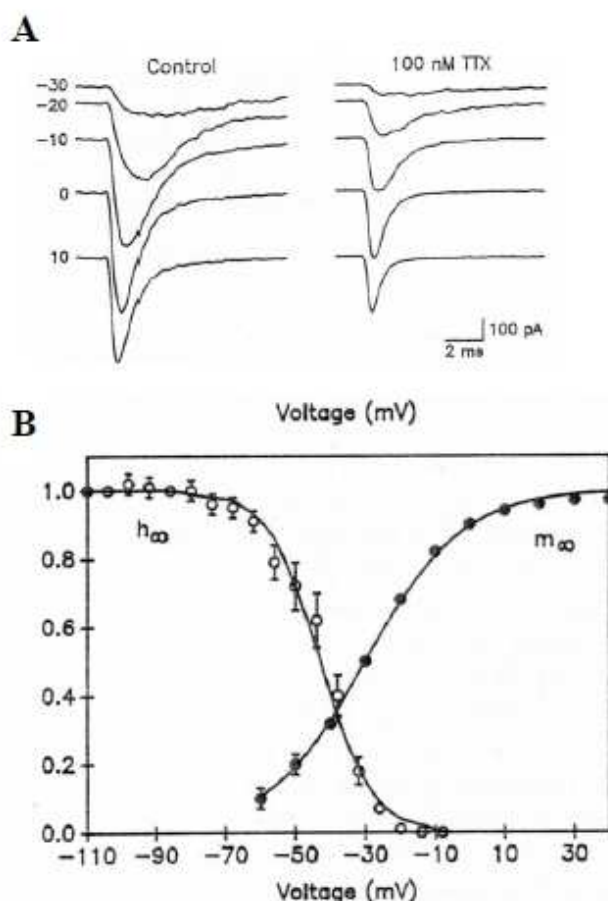 A
Control
100 nM TTX
-30
-20
-10
0
10
100 pA
2 ms
Voltage (mV)
B
1.0
0.8
0.6
0.4
0.2
0.0
h∞
m∞
-110 -90 -70 -50 -30 -10 10 30
Voltage (mV)